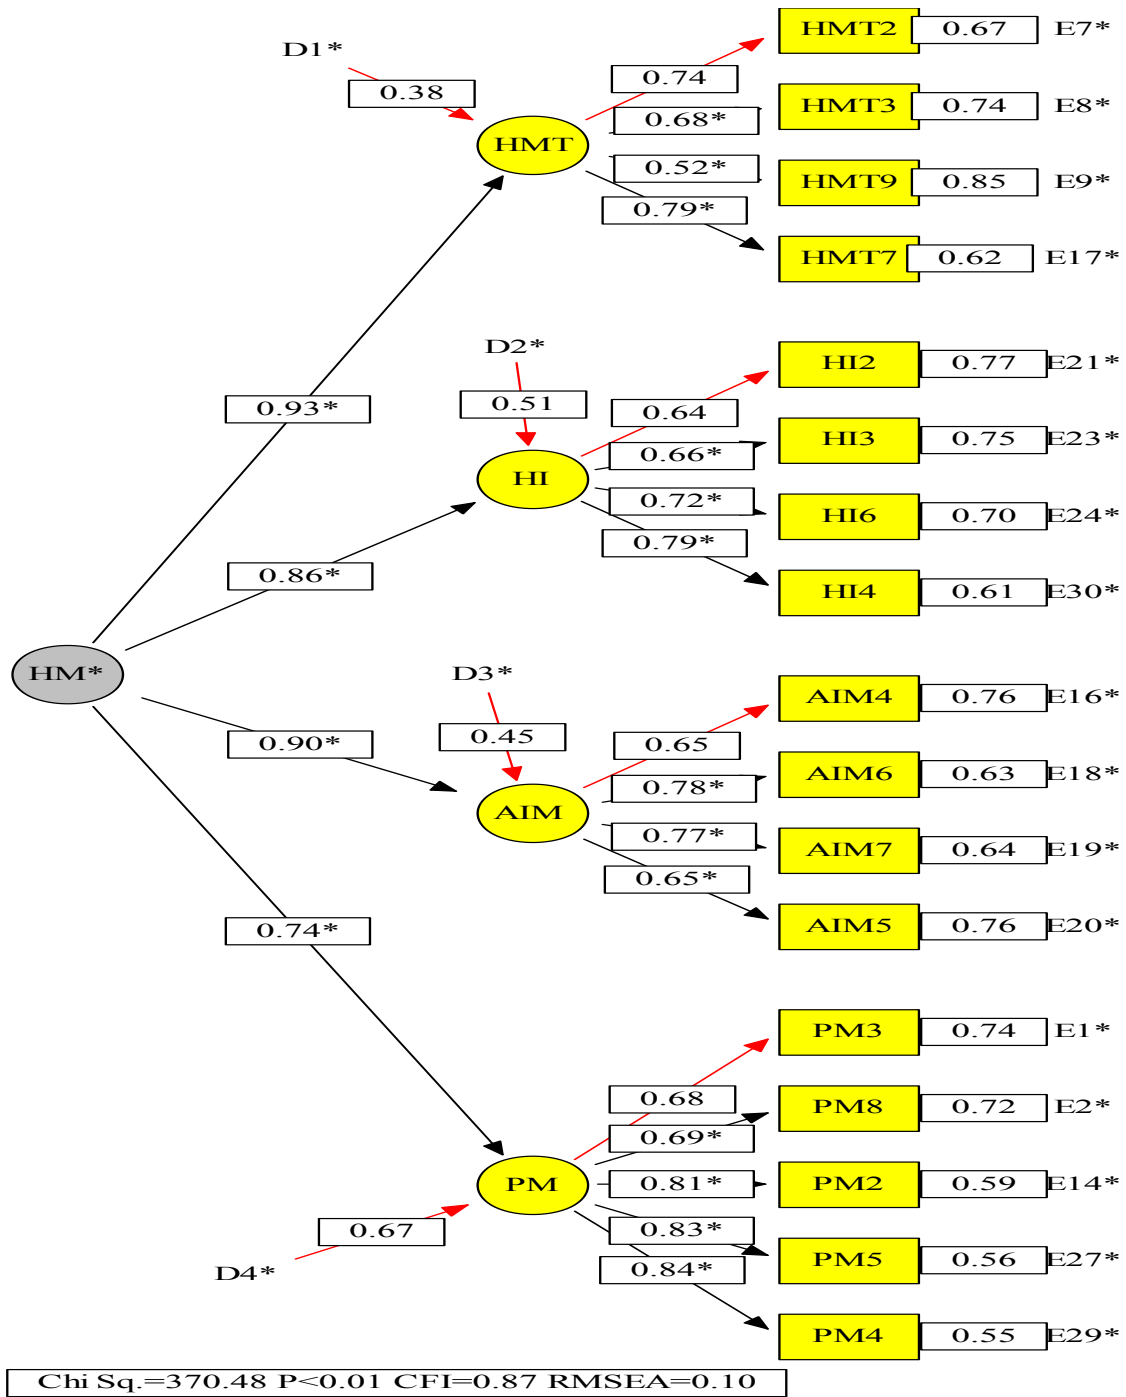 HMT2 0.67 E7*
D1*
0.74
0.38
HMT3 0.74 E8*
0.68*
HMT
0.52*
HMT9 0.85 E9*
0.79*
HMT7 0.62 E17*
D2*
HI2 0.77 E21*
0.51
0.64
0.93*
HI3 0.75 E23*
0.66*
HI
0.72*
HI6 0.70 E24*
0.79*
0.86*
HI4 0.61 E30*
HM*
D3*
AIM4 0.76 E16*
0.90*
0.45
0.65
AIM6 0.63 E18*
0.78*
AIM
0.77*
AIM7 0.64 E19*
0.65*
0.74*
AIM5 0.76 E20*
PM3 0.74 E1*
0.68
PM8 0.72 E2*
0.69*
PM
0.81*
PM2 0.59 E14*
0.67
0.83*
D4*
PM5 0.56 E27*
0.84*
PM4 0.55 E29*
Chi Sq.=370.48 P<0.01 CFI=0.87 RMSEA=0.10